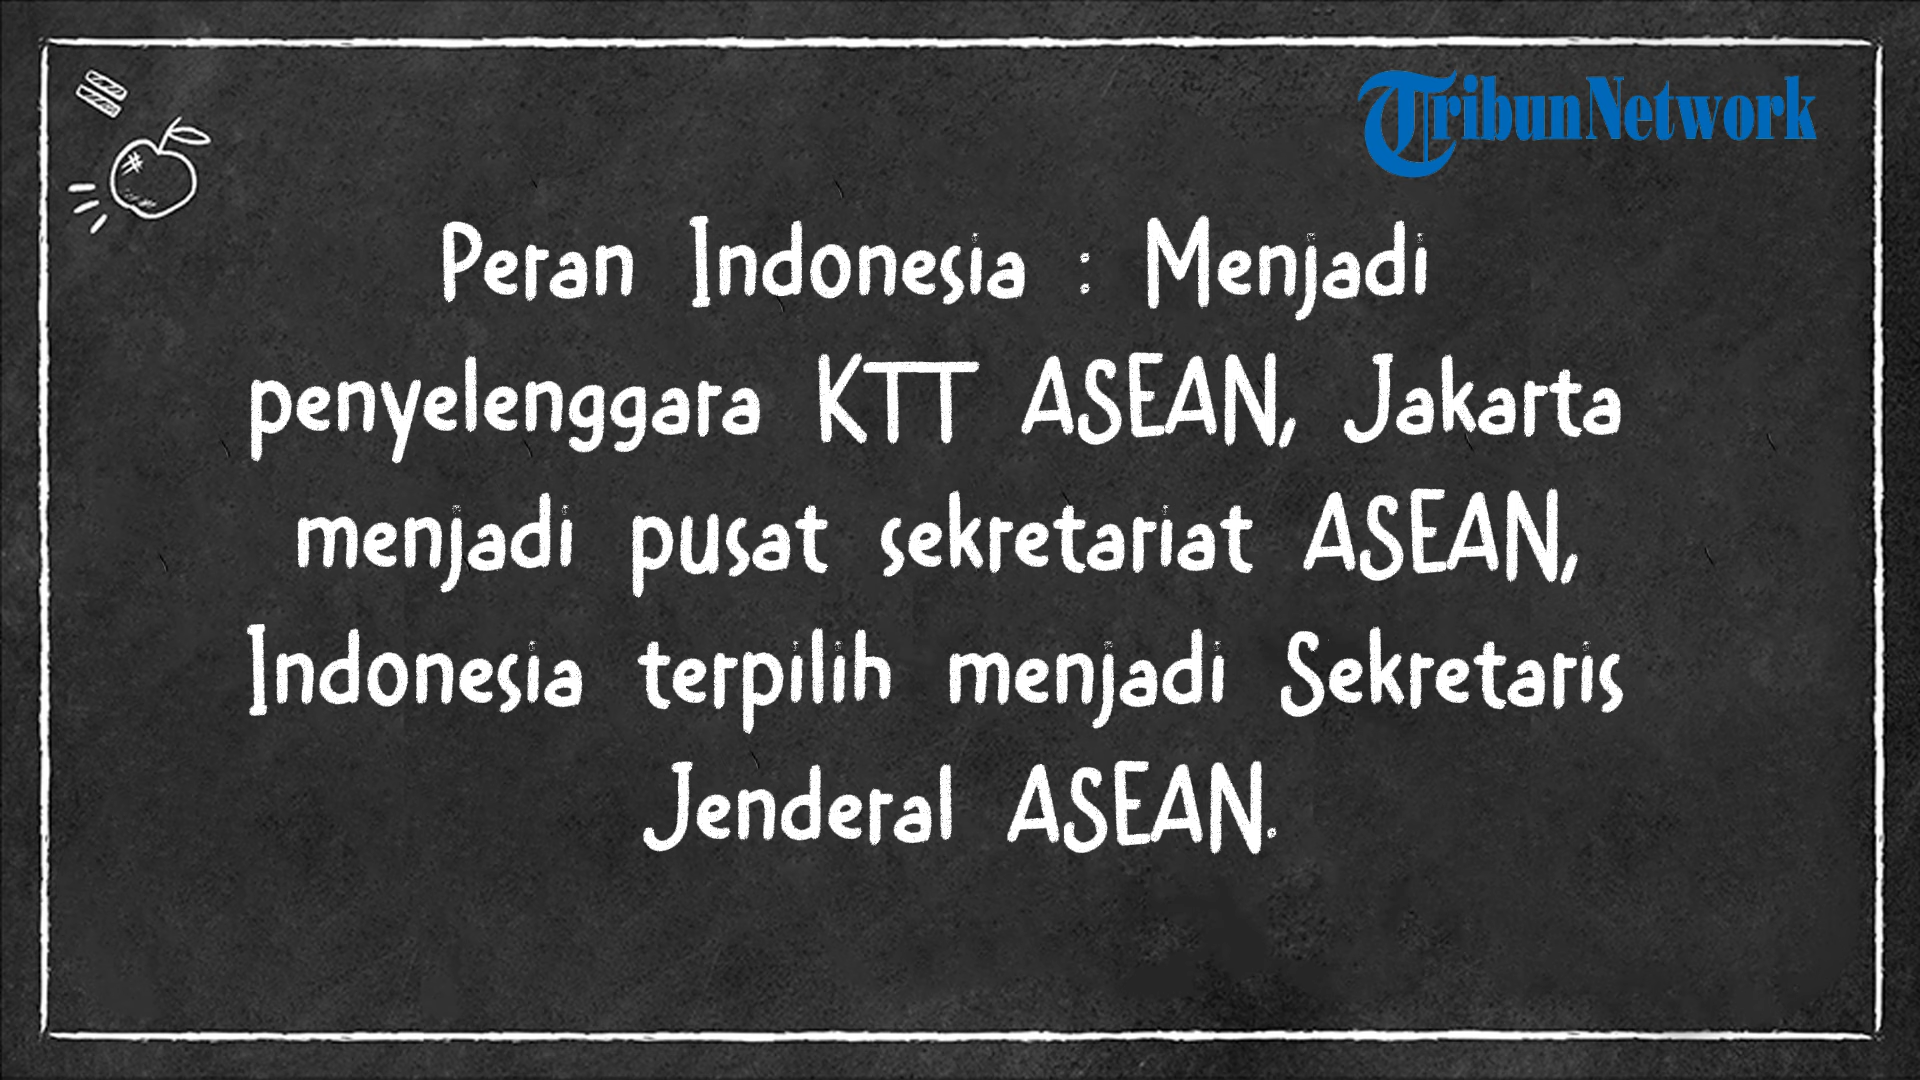 TribunNetwork
Peran Indonesia : Menjadi
penyelenggara KTT ASEAN, Jakarta
menjadi pusat sekretariat ASEAN,
Indonesia terpilih menjadi Sekretaris
Jenderal ASEAN.